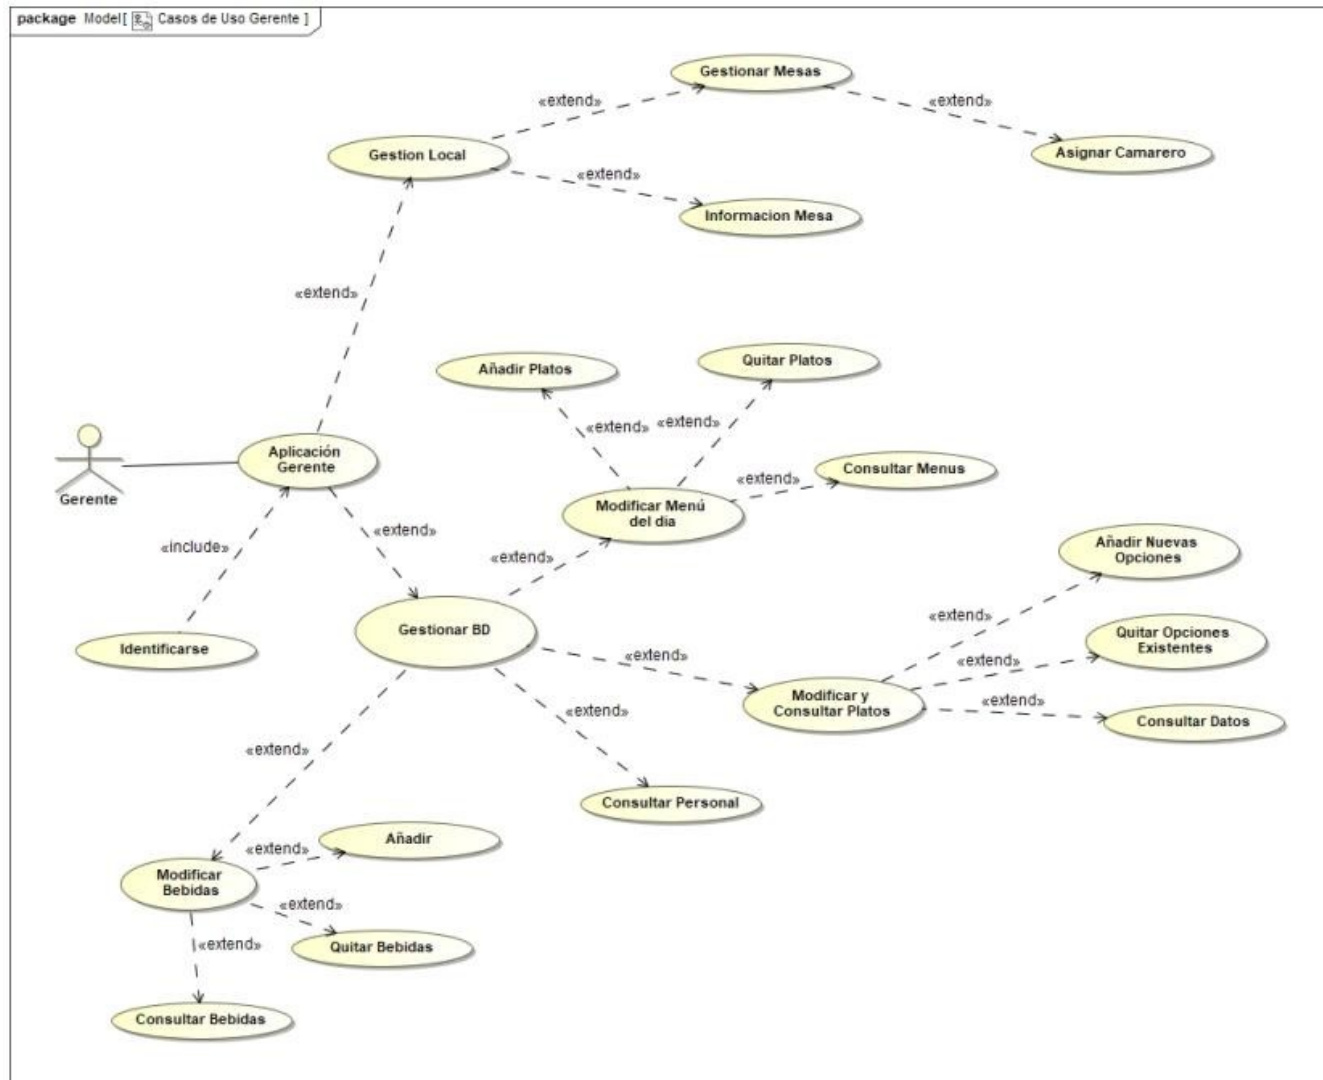 package Model[ Casos de Uso Gerente ]
Gestionar Mesas
«extend»
«extend»
Gestion Local
Asignar Camarero
«extend»
Informacion Mesa
«extend»
Añadir Platos
Quitar Platos
«extend»
«extend»
Aplicación
Gerente
Gerente
Consultar Menus
«extend»
Modificar Menú
del dia
«extend»
«include»
«extend»
Añadir Nuevas
Opciones
«extend»
Gestionar BD
Identificarse
Quitar Opciones
Existentes
«extend»
«extend»
Modificar y
Consultar Platos
«extend»
Consultar Datos
«extend»
«extend»
Consultar Personal
Añadir
«extend»
Modificar
Bebidas
«extend»
Quitar Bebidas
«extend»
Consultar Bebidas